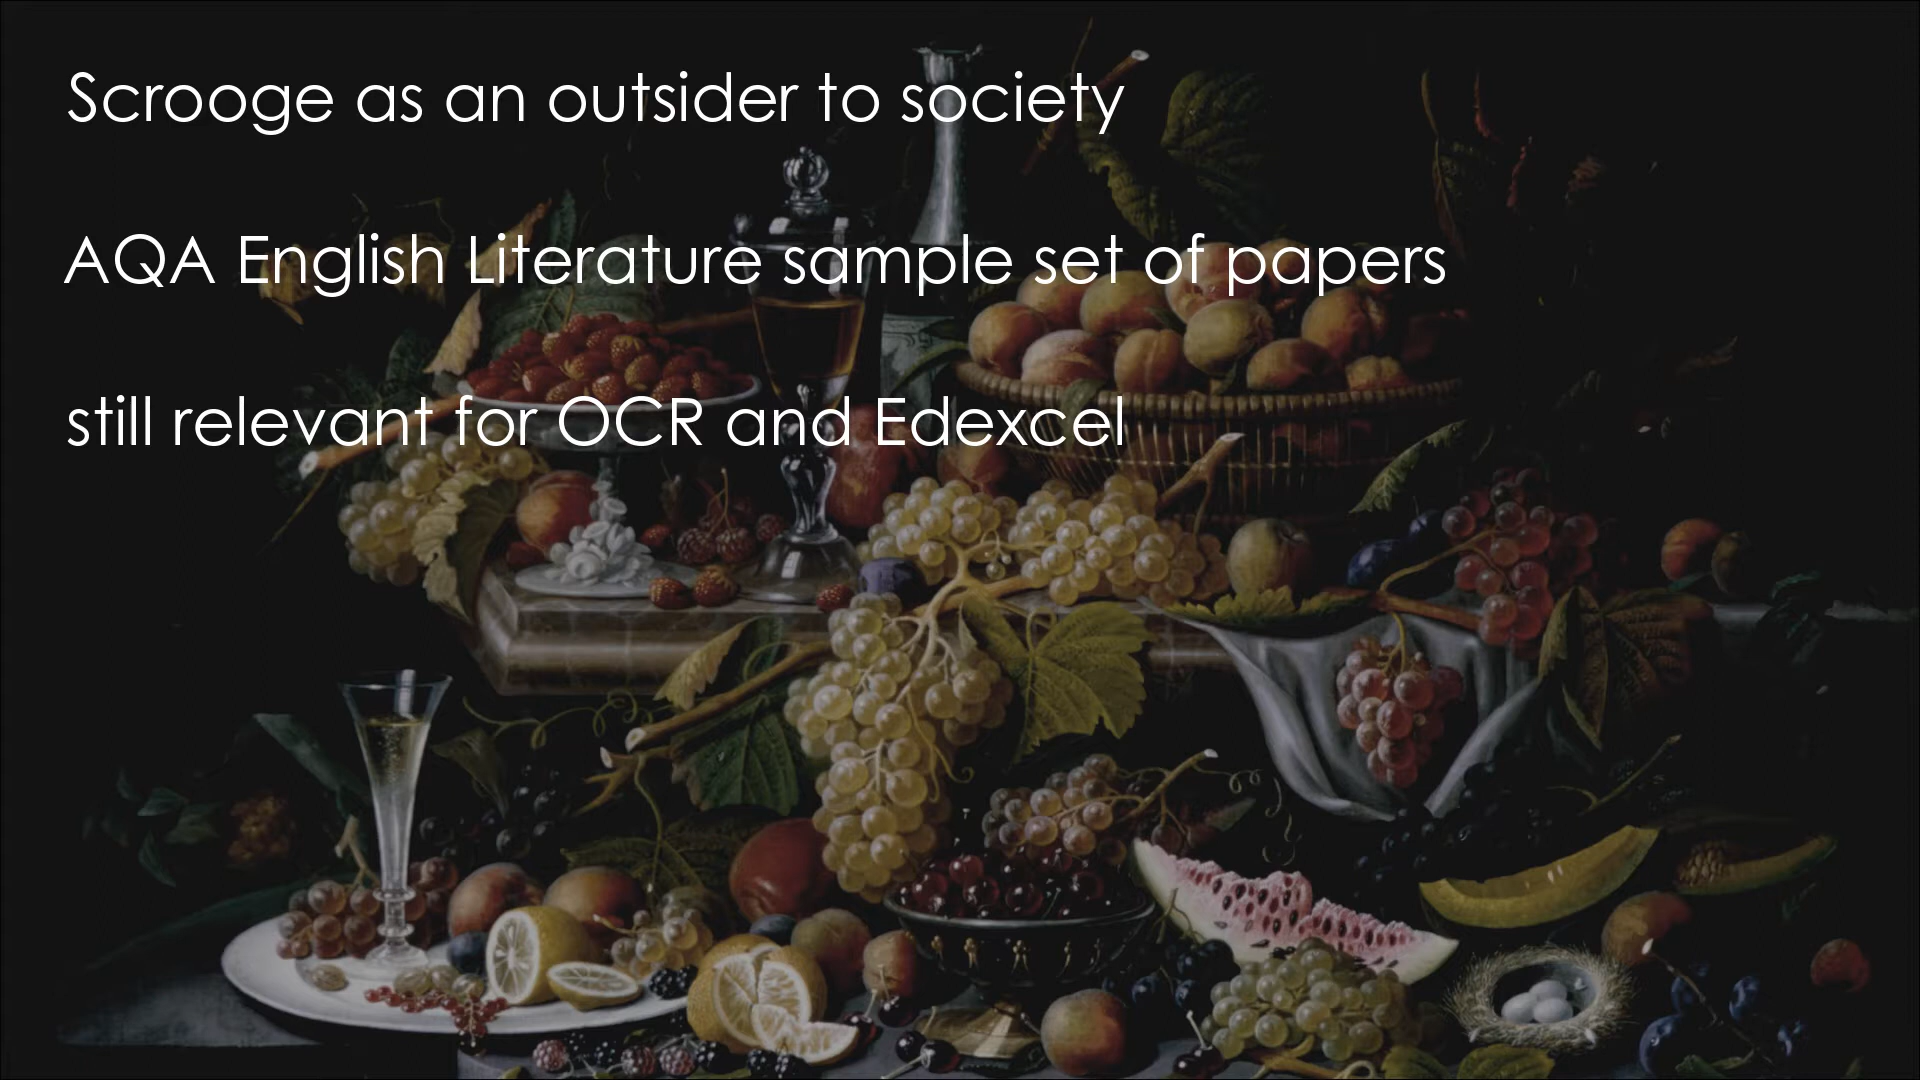 Scrooge as an outsider to society
AQA English Literature sample set of papers
still relevant for OCR and Edexcel